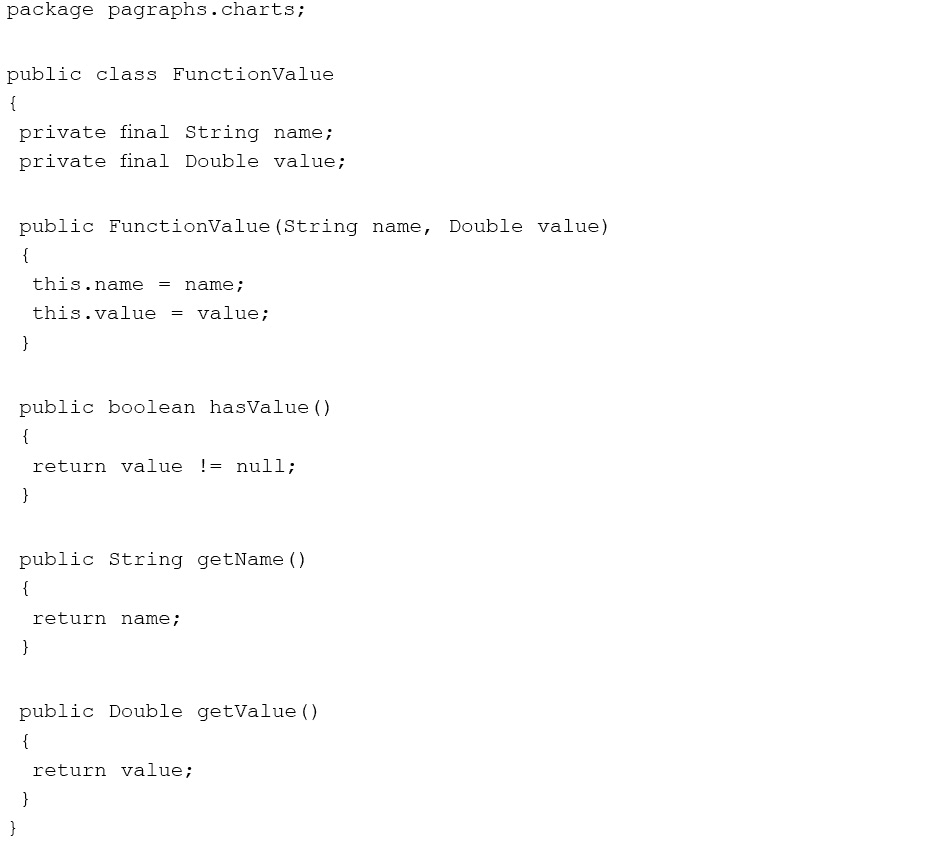 package pagraphs.charts;
public class FunctionValue
{
private final String name;
private final Double value;
public FunctionValue(String name, Double value)
{
this.name = name;
this.value = value;
}
public boolean hasValue()
{
return value != null;
}
public String getName()
{
return name;
}
public Double getValue()
{
return value;
}
}